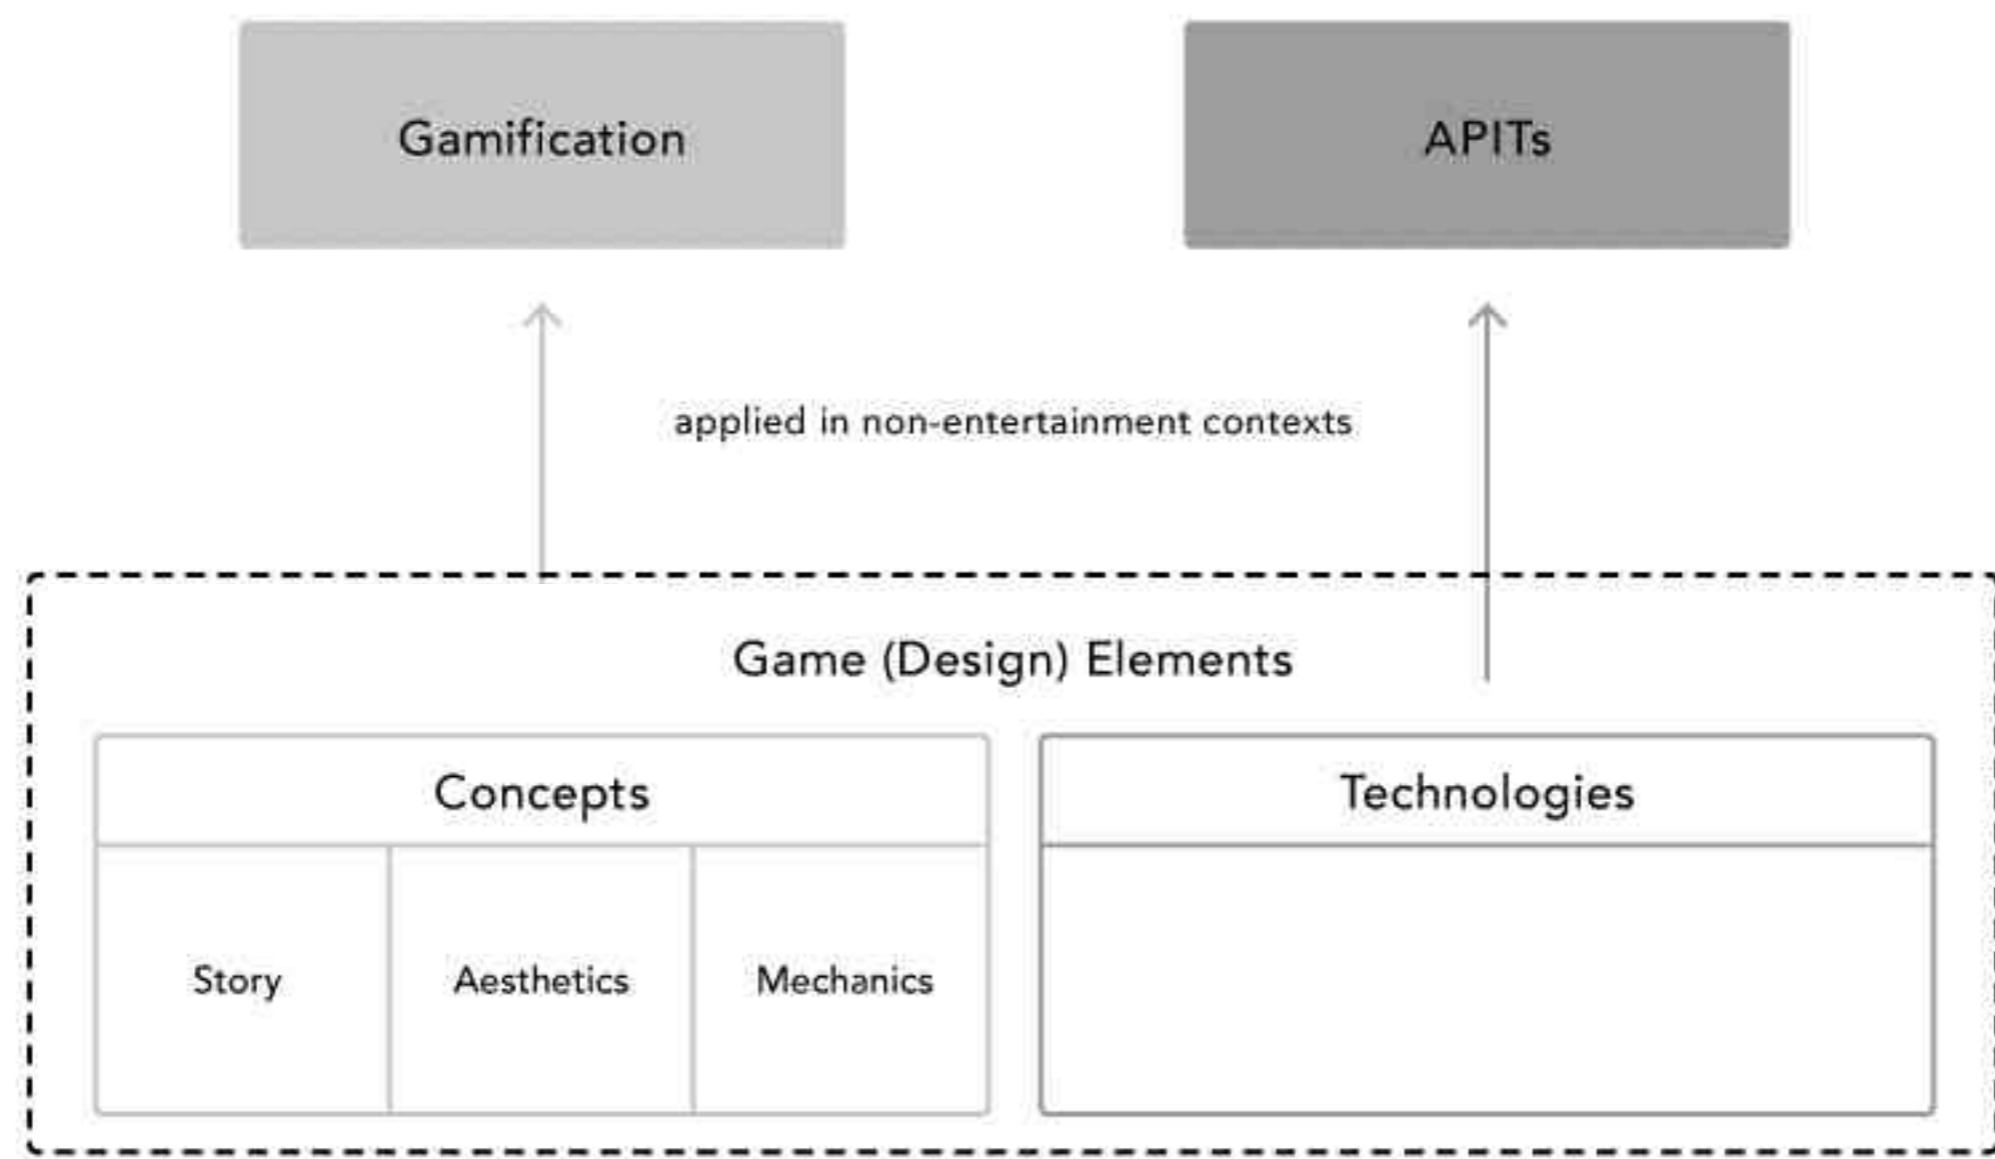 Gamification
APITs
applied in non-entertainment contexts
Game (Design) Elements
Concepts
Technologies
Story
Aesthetics
Mechanics